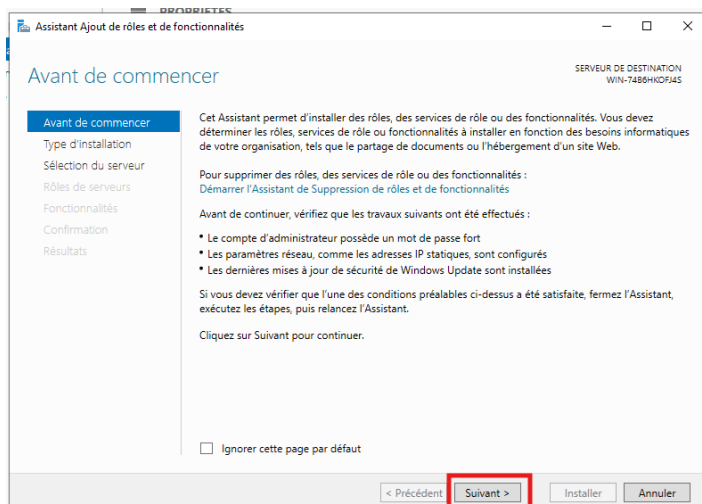 PROPRIÉTÉS
Assistant Ajout de rôles et de fonctionnalités
Avant de commencer
SERVEUR DE DESTINATION
WIN-74B6HKOFJ4S
Avant de commencer
Type d'installation
Sélection du serveur
Rôles de serveurs
Fonctionnalités
Confirmation
Résultats
Cet Assistant permet d'installer des rôles, des services de rôle ou des fonctionnalités. Vous devez
déterminer les rôles, services de rôle ou fonctionnalités à installer en fonction des besoins informatiques
de votre organisation, tels que le partage de documents ou l'hébergement d'un site Web.
Pour supprimer des rôles, des services de rôle ou des fonctionnalités :
Démarrer l'Assistant de Suppression de rôles et de fonctionnalités
Avant de continuer, vérifiez que les travaux suivants ont été effectués :
• Le compte d'administrateur possède un mot de passe fort
• Les paramètres réseau, comme les adresses IP statiques, sont configurés
• Les dernières mises à jour de sécurité de Windows Update sont installées
Si vous devez vérifier que l'une des conditions préalables ci-dessus a été satisfaite, fermez l'Assistant,
exécutez les étapes, puis relancez l'Assistant.
Cliquez sur Suivant pour continuer.
Ignorer cette page par défaut
< Précédent
Suivant >
Installer
Annuler